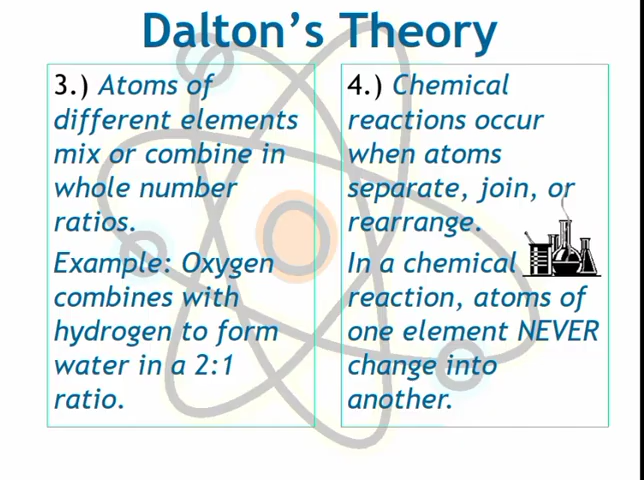 Dalton's Theory
3.) Atoms of
different elements
mix or combine in
whole number
ratios.
Example: Oxygen
combines with
hydrogen to form
water in a 2:1
ratio.
4.) Chemical
reactions occur
when atoms
separate, join, or
rearrange.
In a chemical
reaction, atoms of
one element NEVER
change into
another.